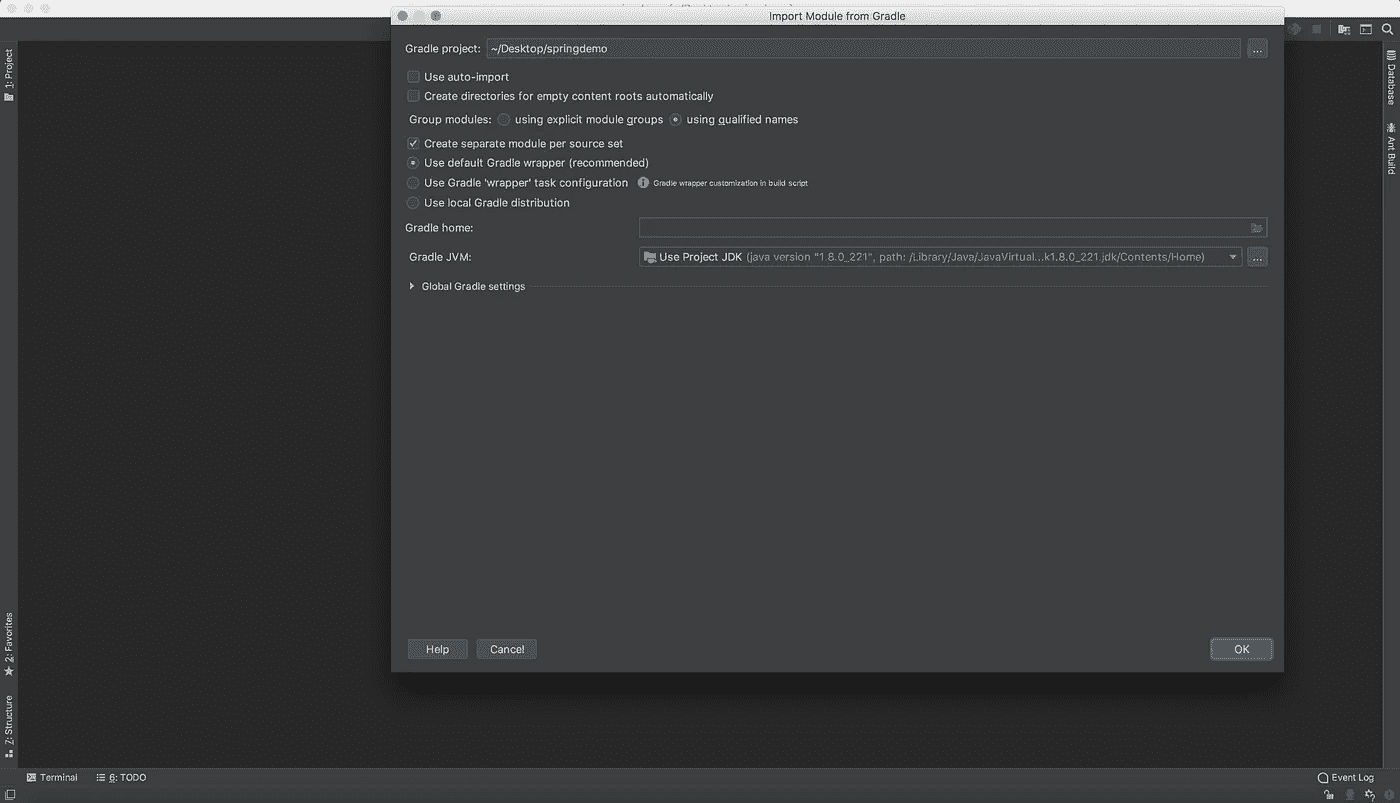 Import Module from Gradle
Gradle project: ~/Desktop/springdemo ...
Use auto-import
Create directories for empty content roots automatically
Group modules: using explicit module groups using qualified names
Create separate module per source set
Use default Gradle wrapper (recommended)
Use Gradle 'wrapper' task configuration Gradle wrapper customization in build script
Use local Gradle distribution
Gradle home:
Gradle JVM: Use Project JDK (java version "1.8.0_221", path: /Library/Java/JavaVirtual...k1.8.0_221.jdk/Contents/Home) ...
Global Gradle settings
Help Cancel OK
1: Project
2: Favorites
Z: Structure
Database
Ant Build
Terminal 6: TODO Event Log